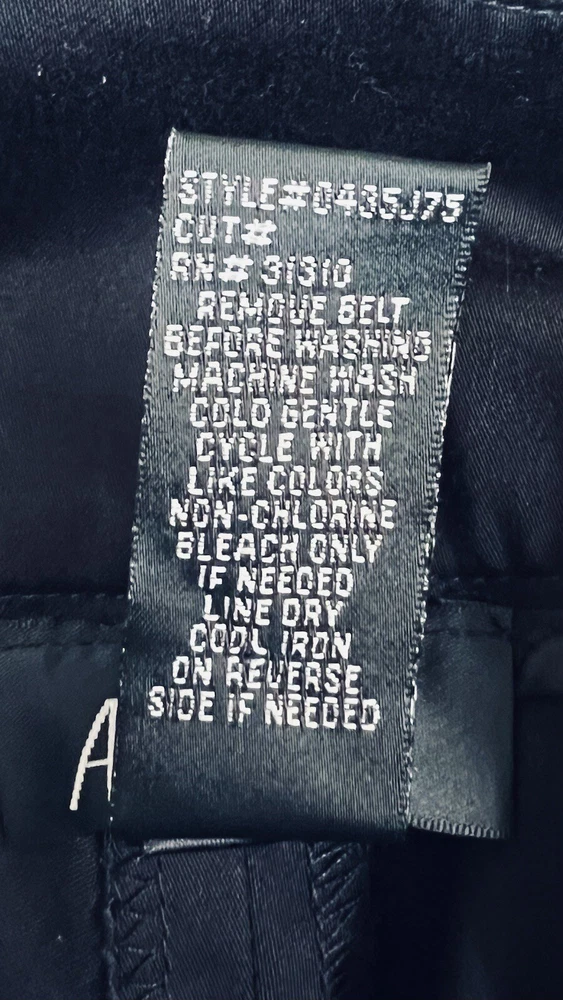 STYLE#0435J75
CUT#
RN# 31310
REMOVE BELT
BEFORE WASHING
MACHINE WASH
COLD GENTLE
CYCLE WITH
LIKE COLORS
NON-CHLORINE
BLEACH ONLY
IF NEEDED
LINE DRY
COOL IRON
ON REVERSE
SIDE IF NEEDED
A